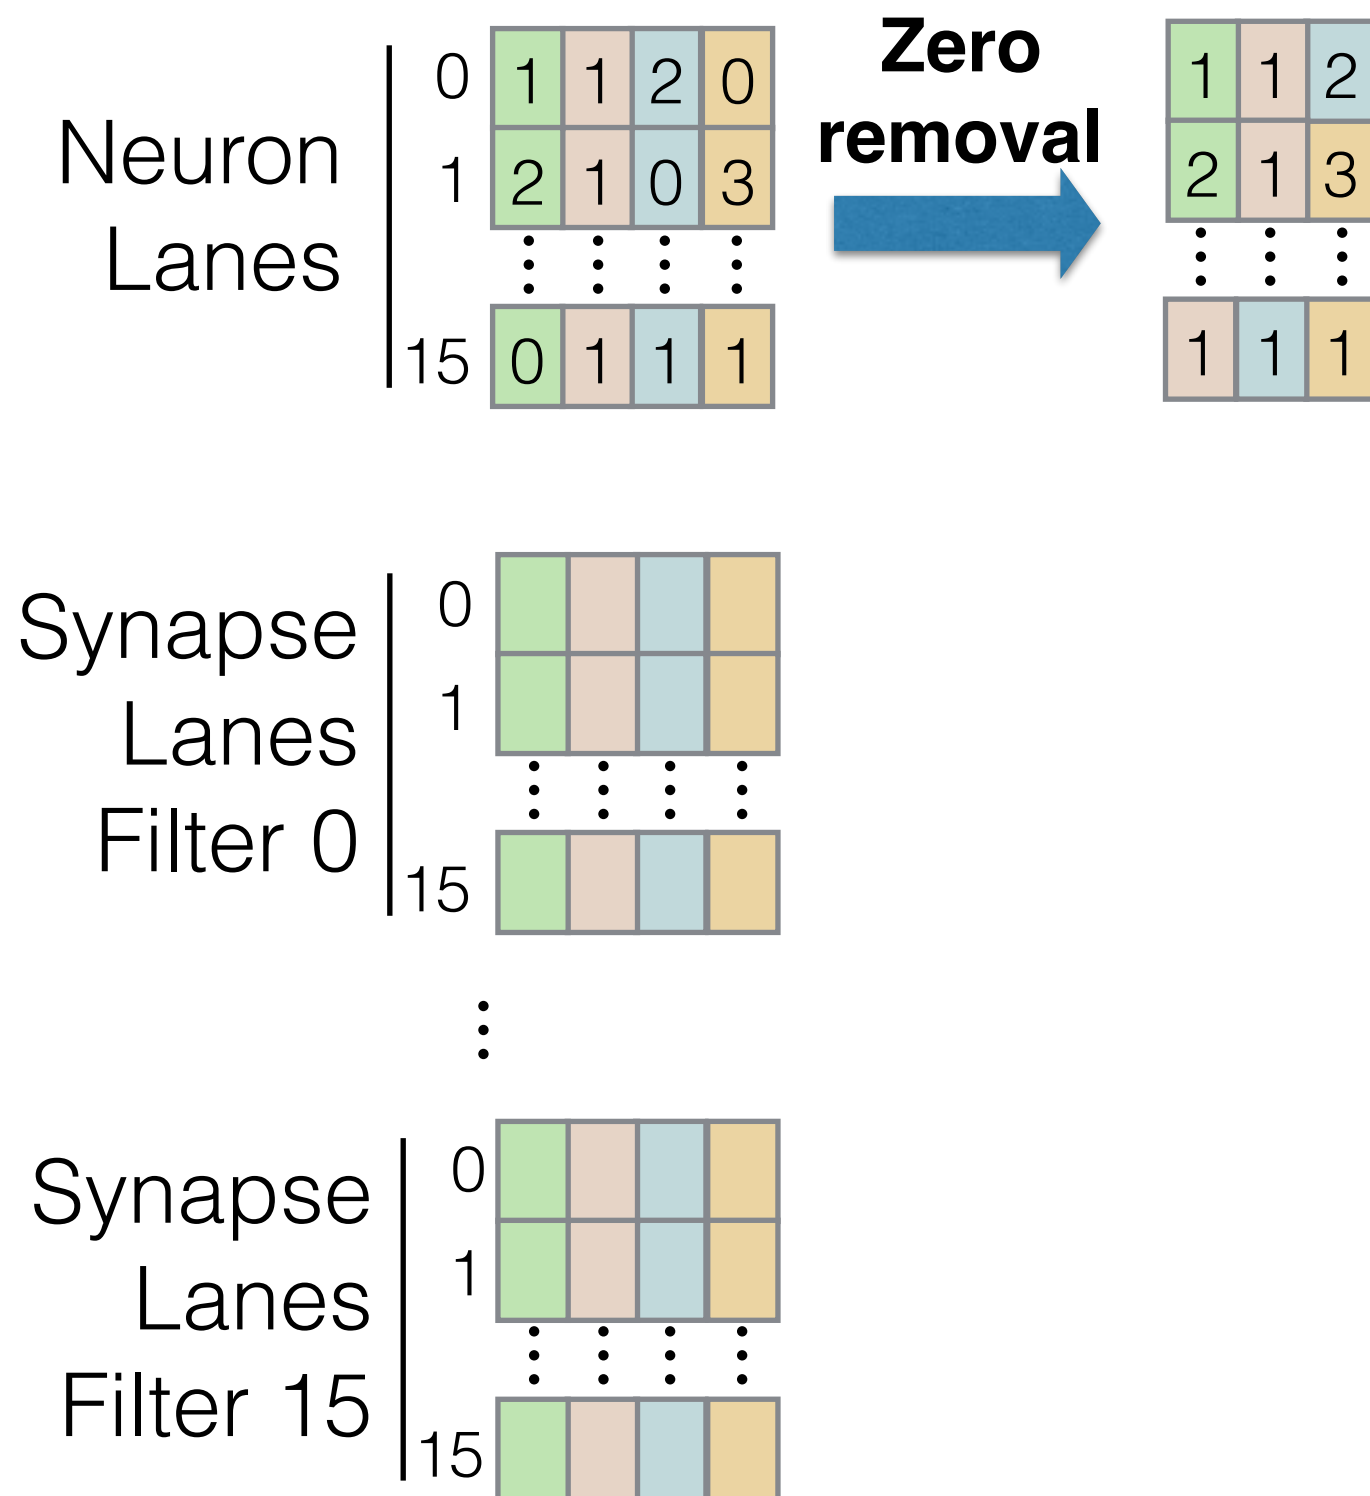 Zero
removal
Neuron
Lanes
0 1 1 2 0
1 2 1 0 3
15 0 1 1 1
1 1 2
2 1 3
1 1 1
Synapse
Lanes
Filter 0
0
1
15
Synapse
Lanes
Filter 15
0
1
15